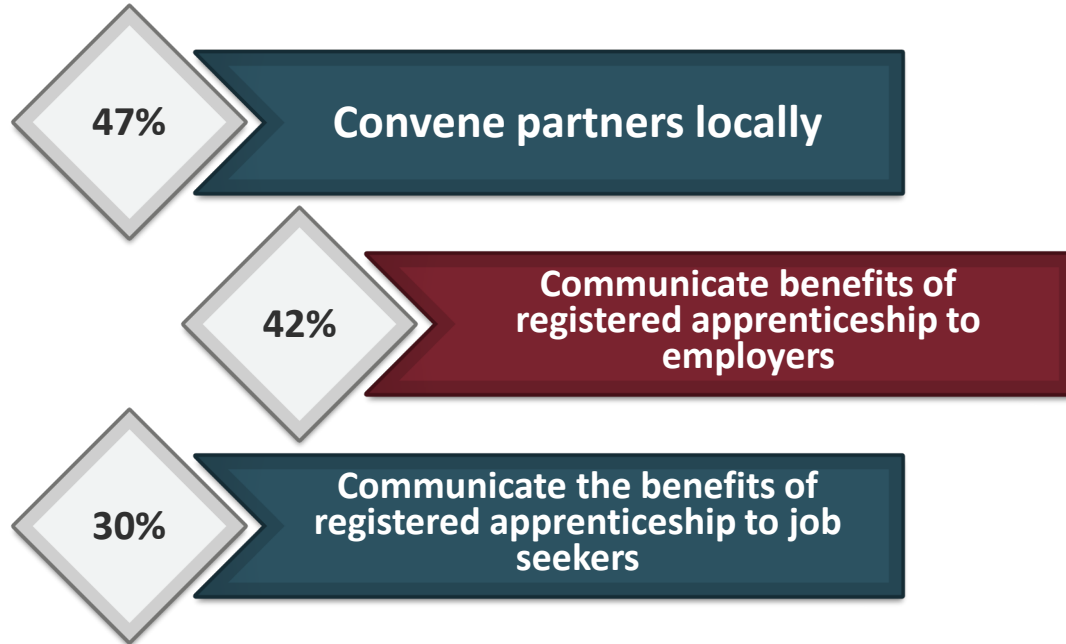 47%
Convene partners locally
42%
Communicate benefits of
registered apprenticeship to
employers
30%
Communicate the benefits of
registered apprenticeship to job
seekers